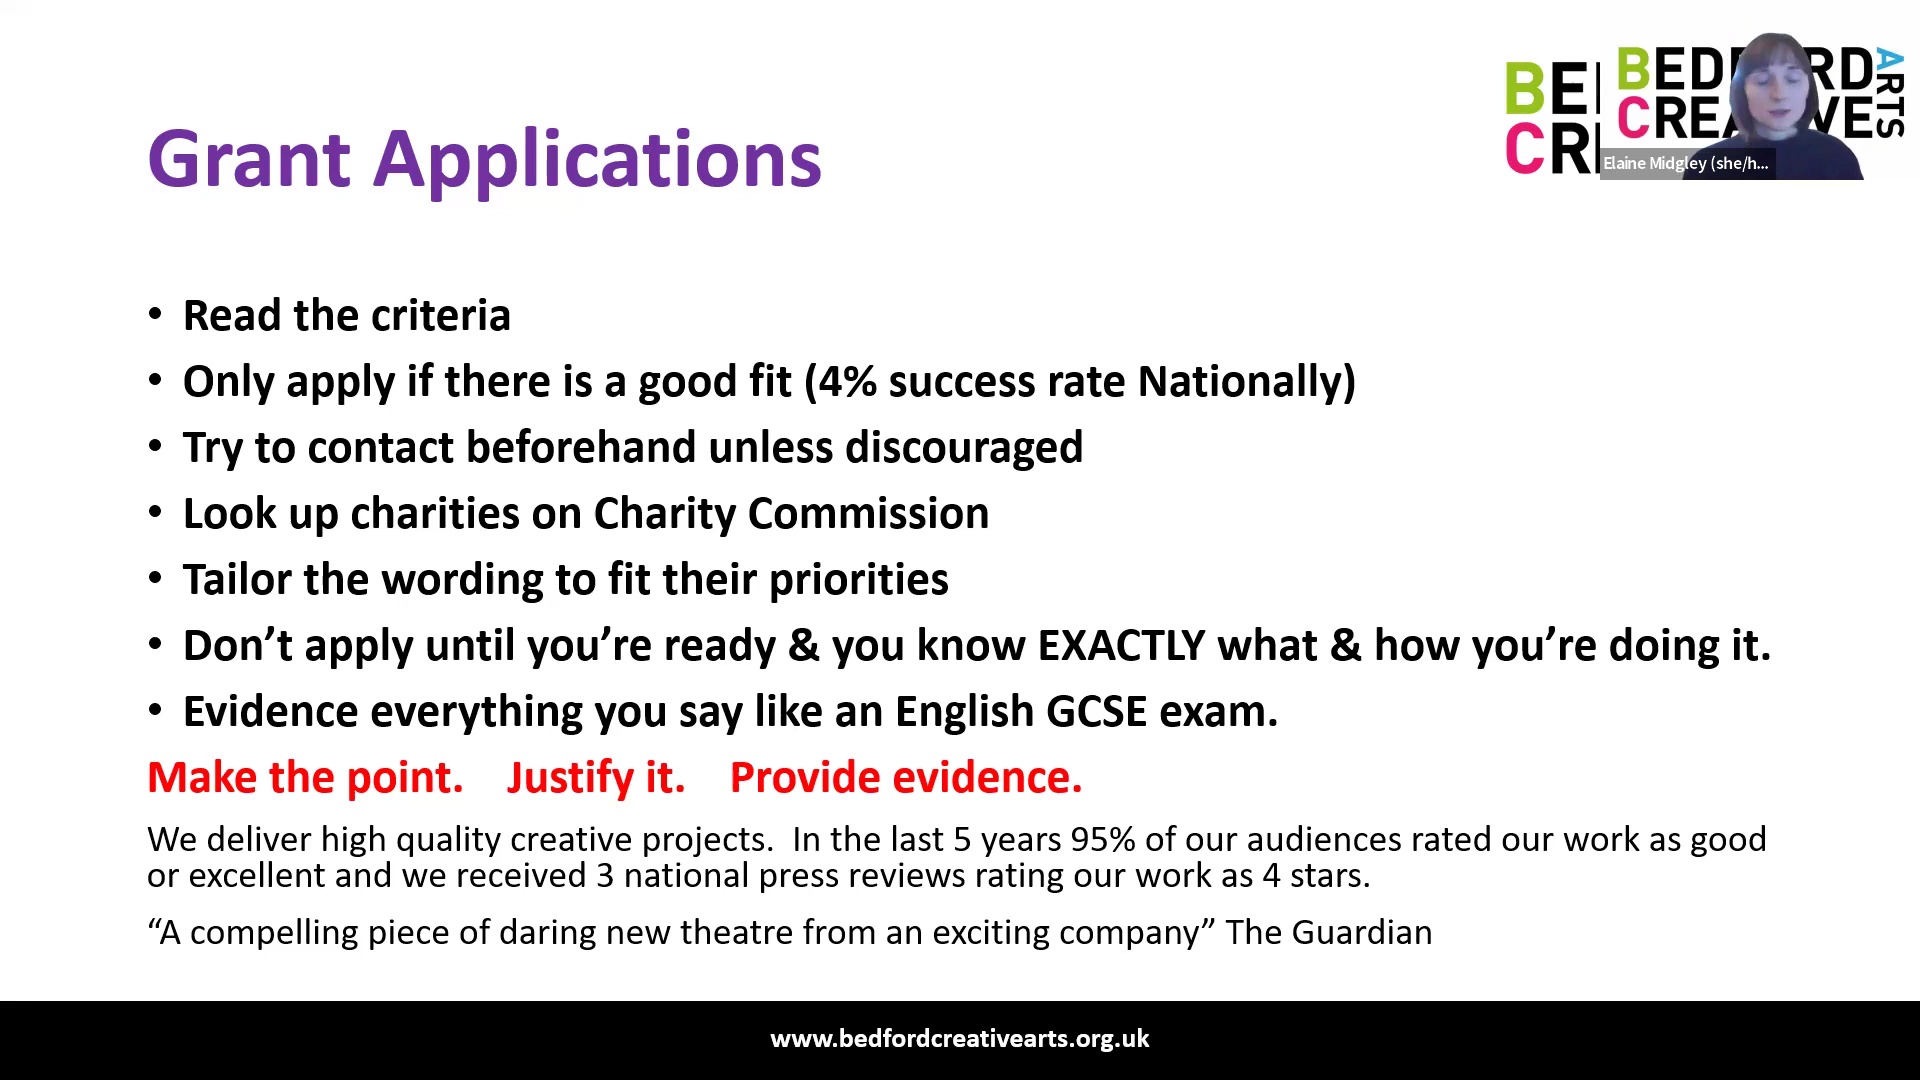 BEDFORD
CREATIVE
ARTS
BE
CR
Elaine Midgley (she/h...
Grant Applications
• Read the criteria
• Only apply if there is a good fit (4% success rate Nationally)
• Try to contact beforehand unless discouraged
• Look up charities on Charity Commission
• Tailor the wording to fit their priorities
• Don’t apply until you’re ready & you know EXACTLY what & how you’re doing it.
• Evidence everything you say like an English GCSE exam.
Make the point. Justify it. Provide evidence.
We deliver high quality creative projects. In the last 5 years 95% of our audiences rated our work as good
or excellent and we received 3 national press reviews rating our work as 4 stars.
“A compelling piece of daring new theatre from an exciting company” The Guardian
www.bedfordcreativearts.org.uk